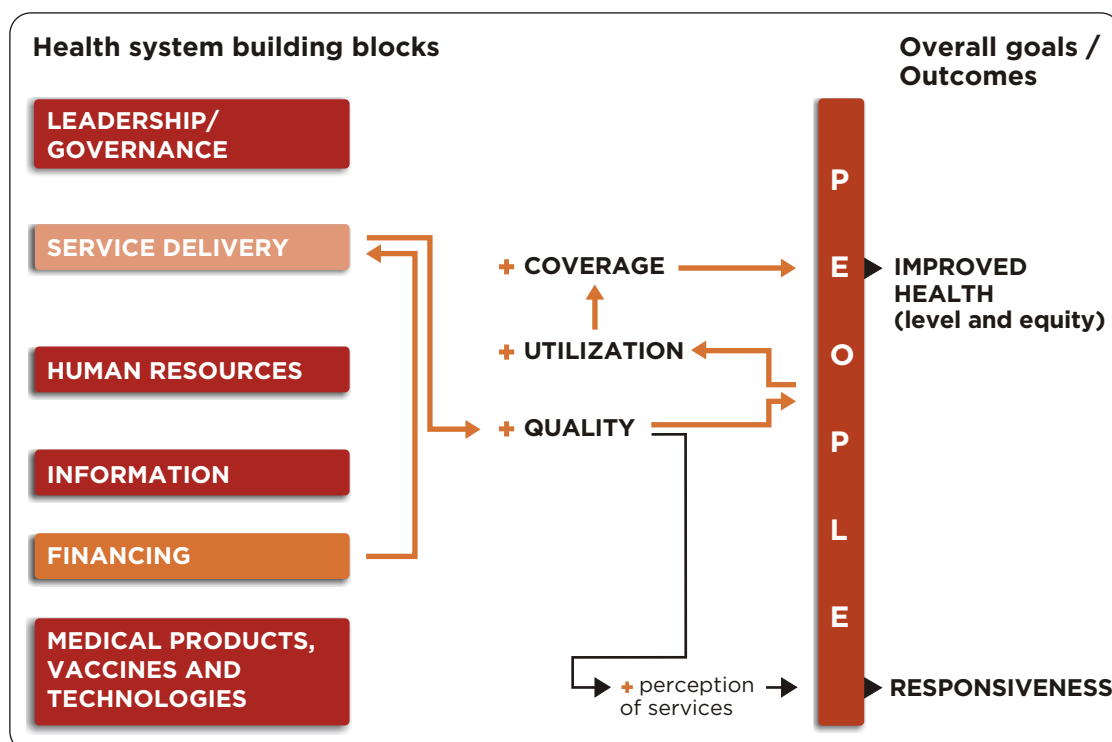 Health system building blocks
Overall goals /
Outcomes
LEADERSHIP/
GOVERNANCE
SERVICE DELIVERY
HUMAN RESOURCES
INFORMATION
FINANCING
MEDICAL PRODUCTS,
VACCINES AND
TECHNOLOGIES
+ COVERAGE
+ UTILIZATION
+ QUALITY
+ perception
of services
P
E
O
P
L
E
IMPROVED
HEALTH
(level and equity)
RESPONSIVENESS